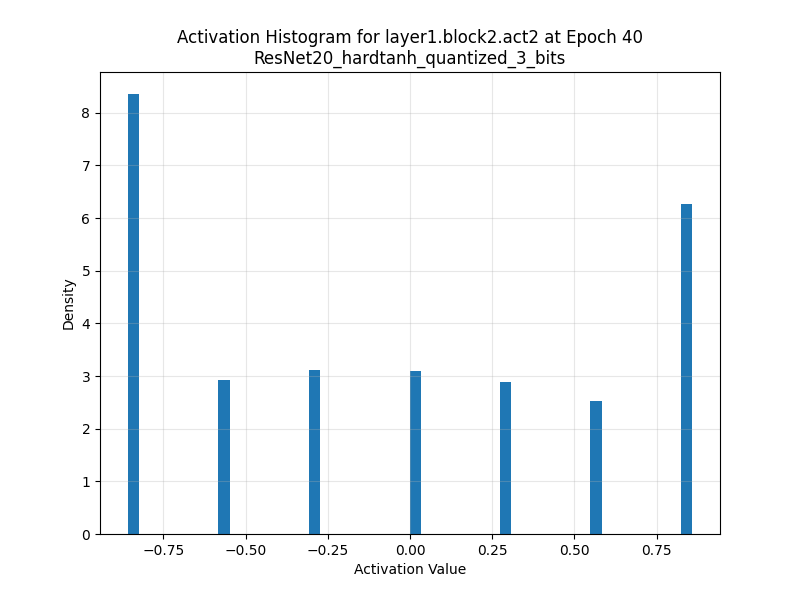 Activation Histogram for layer1.block2.act2 at Epoch 40
ResNet20_hardtanh_quantized_3_bits
8
7
6
5
4
3
2
1
0
Density
−0.75 −0.50 −0.25 0.00 0.25 0.50 0.75
Activation Value